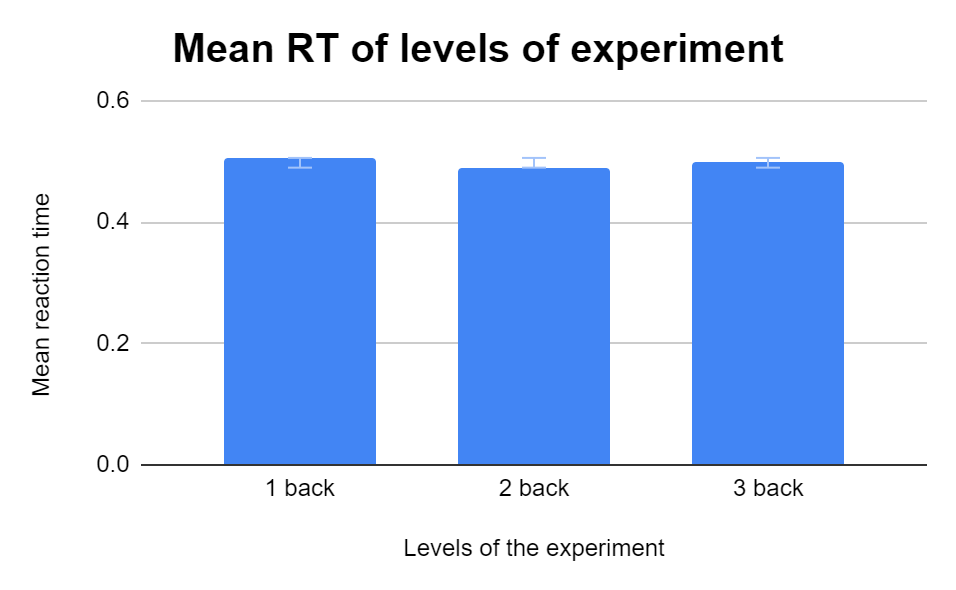 Mean RT of levels of experiment
0.6
0.4
0.2
0.0
Mean reaction time
1 back
2 back
3 back
Levels of the experiment